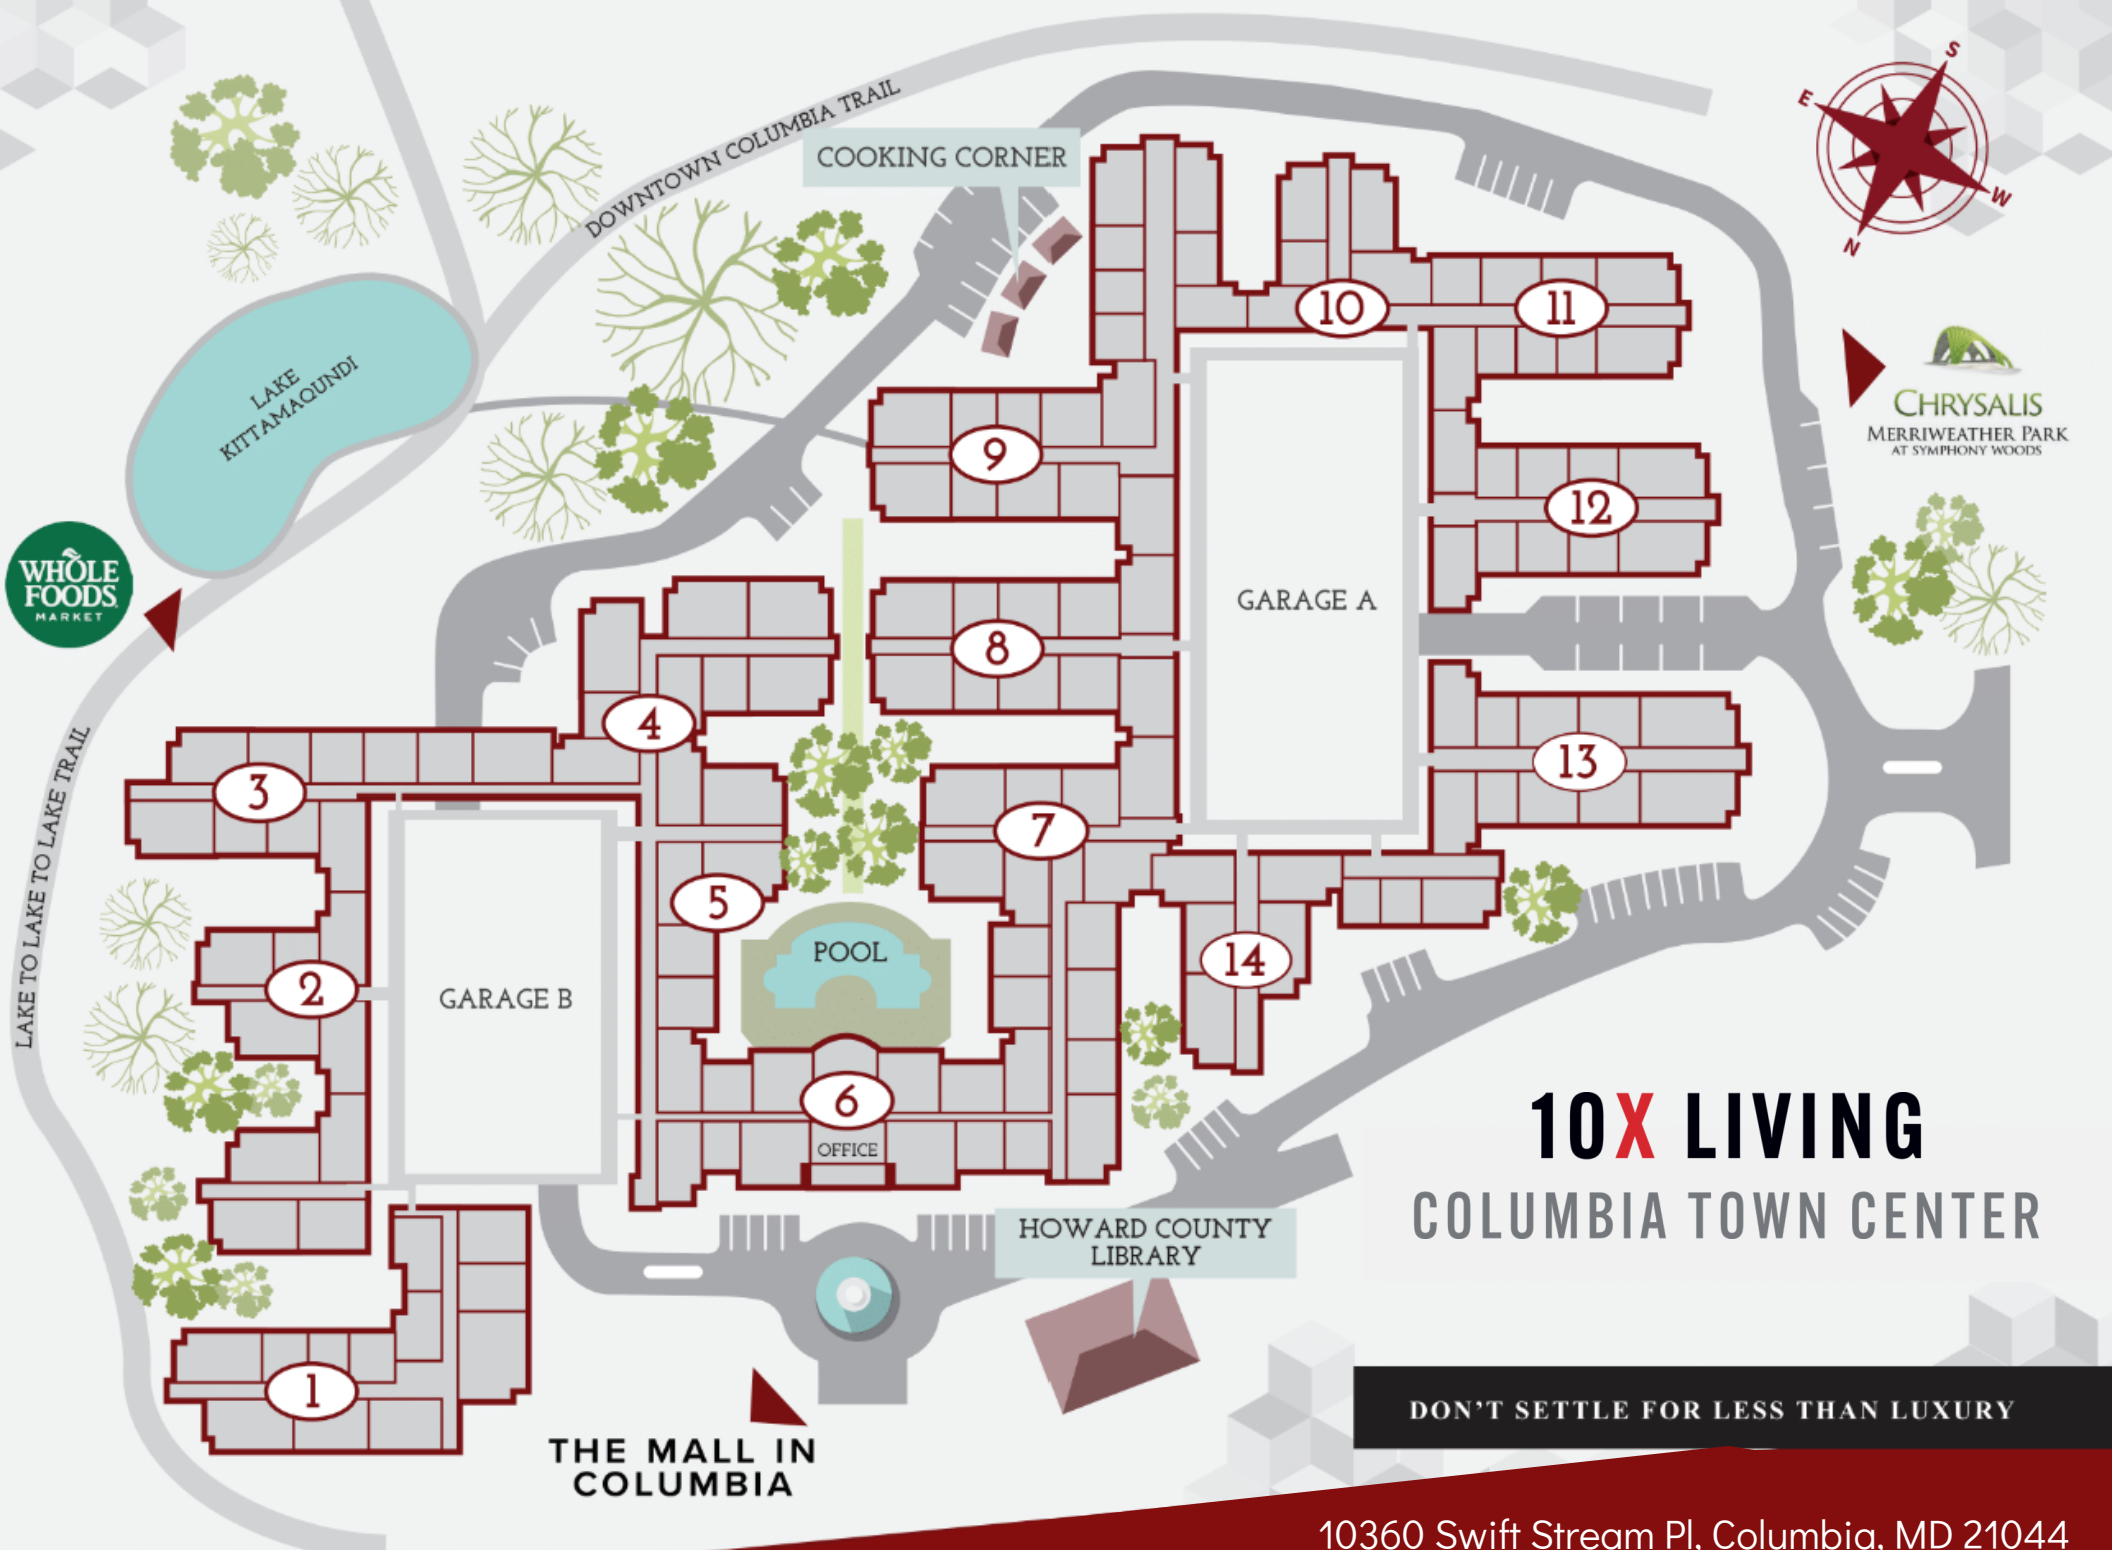 DOWNTOWN COLUMBIA TRAIL
COOKING CORNER
S
E
W
N
LAKE
KITTAMAQUNDI
10
11
CHRYSALIS
MERRIWEATHER PARK
AT SYMPHONY WOODS
9
12
WHOLE
FOODS
MARKET
GARAGE A
8
4
3
13
7
LAKE TO LAKE TO LAKE TRAIL
5
POOL
14
2
GARAGE B
6
OFFICE
10X LIVING
COLUMBIA TOWN CENTER
HOWARD COUNTY
LIBRARY
1
THE MALL IN
COLUMBIA
DON'T SETTLE FOR LESS THAN LUXURY
10360 Swift Stream Pl, Columbia, MD 21044